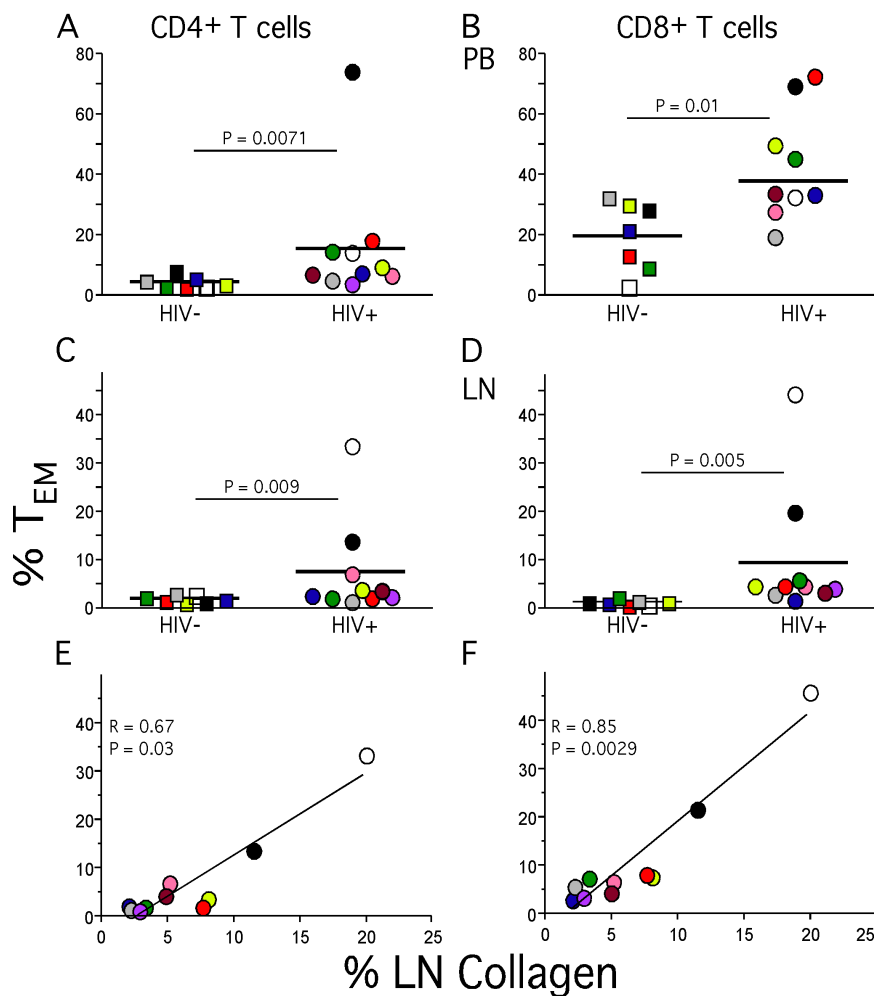 A CD4+ T cells
B CD8+ T cells
PB
80
60
40
20
0
P = 0.0071
HIV- HIV+
80
60
40
20
0
P = 0.01
HIV- HIV+
C
40
30
20
10
0
P = 0.009
HIV- HIV+
D
LN
40
30
20
10
0
P = 0.005
HIV- HIV+
% TEM
E
R = 0.67
P = 0.03
40
30
20
10
0
0 5 10 15 20 25
F
R = 0.85
P = 0.0029
40
30
20
10
0
0 5 10 15 20 25
% LN Collagen